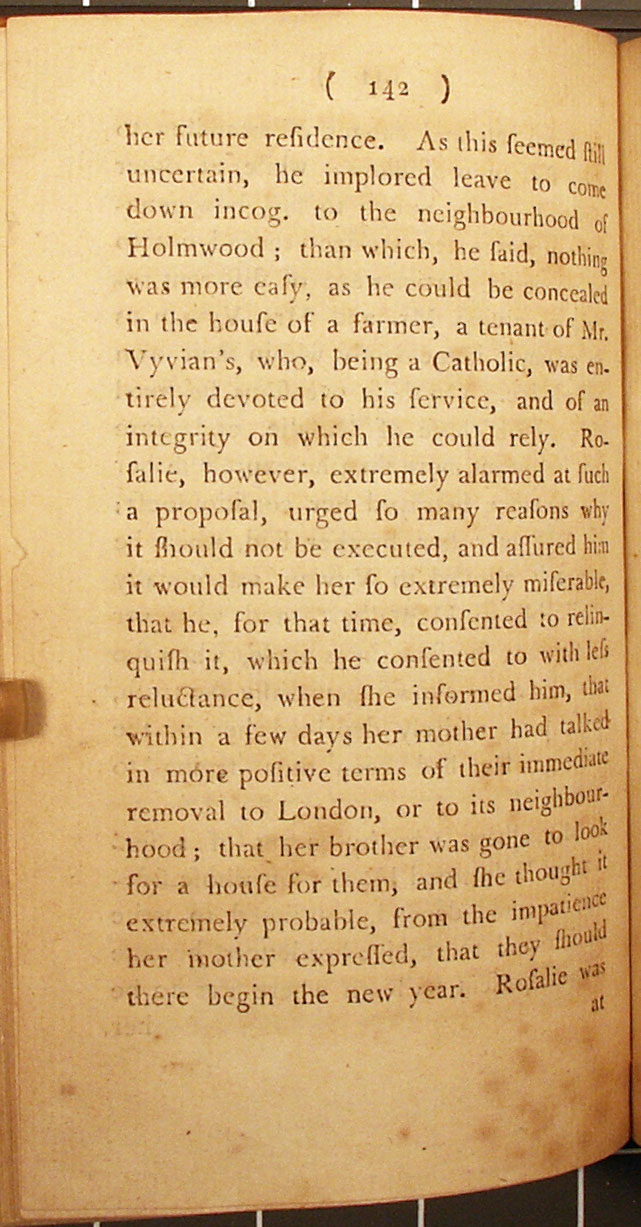 ( 142 )
her future reſidence. As this ſeemed ſtill
uncertain, he implored leave to come
down incog. to the neighbourhood of
Holmwood ; than which, he ſaid, nothing
was more eaſy, as he could be concealed
in the houſe of a farmer, a tenant of Mr.
Vyvian's, who, being a Catholic, was en-
tirely devoted to his ſervice, and of an
integrity on which he could rely. Ro-
ſalie, however, extremely alarmed at ſuch
a propoſal, urged ſo many reaſons why
it ſhould not be executed, and aſſured him
it would make her ſo extremely miſerable,
that he, for that time, conſented to relin-
quiſh it, which he conſented to with leſs
reluctance, when ſhe informed him, that
within a few days her mother had talked
in more poſitive terms of their immediate
removal to London, or to its neighbour-
hood ; that her brother was gone to look
for a houſe for them, and ſhe thought it
extremely probable, from the impatience
her mother expreſſed, that they ſhould
there begin the new year. Roſalie was
at